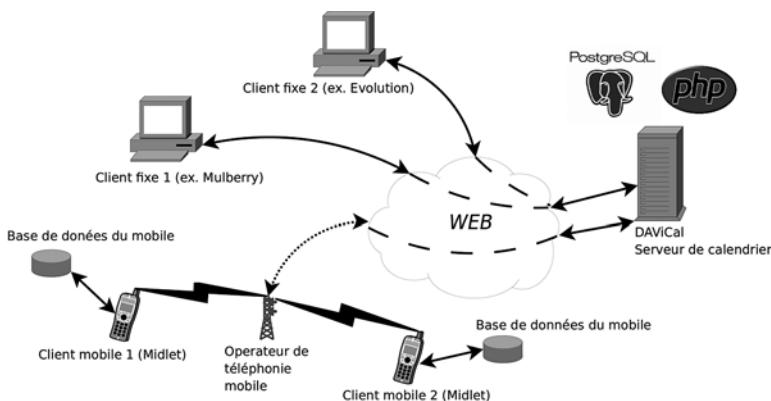 PostgreSQL
php
Client fixe 2 (ex. Evolution)
Client fixe 1 (ex. Mulberry)
WEB
DAViCal
Serveur de calendrier
Base de donées du mobile
Base de données du mobile
Client mobile 1 (Midlet)
Operateur de
téléphonie
mobile
Client mobile 2 (Midlet)